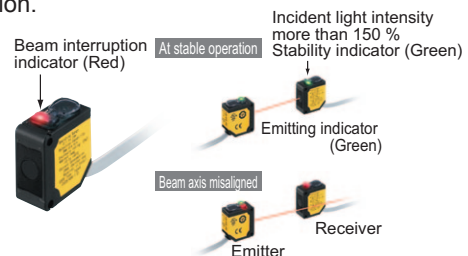 ion.
Beam interruption
indicator (Red)
At stable operation
Incident light intensity
more than 150 %
Stability indicator (Green)
Emitting indicator
(Green)
Beam axis misaligned
Receiver
Emitter